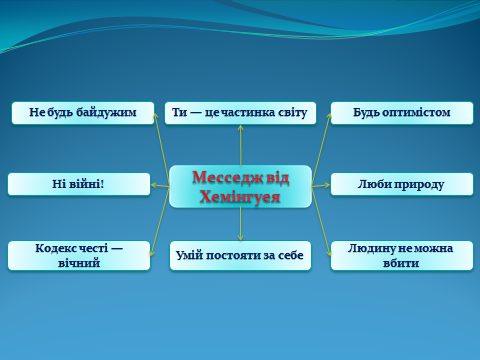 Не будь байдужим
Ти — це частинка світу
Будь оптимістом
Ні війні!
Месседж від
Хемінгуея
Люби природу
Кодекс честі —
вічний
Умій постояти за себе
Людину не можна
вбити